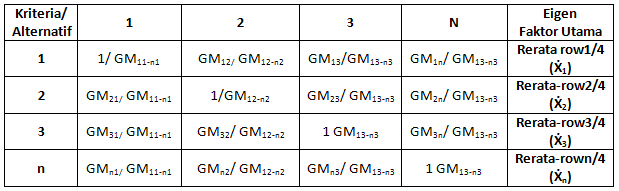 Kriteria/ Alternatif 1 2 3 N Eigen Faktor Utama
1 1/ GM11-n1 GM12/ GM12-n2 GM13/GM13-n3 GM1n/ GM13-n3 Rerata row1/4 (Ẋ1)
2 GM21/ GM11-n1 1/GM12-n2 GM23/ GM13-n3 GM2n/ GM13-n3 Rerata-row2/4 (Ẋ2)
3 GM31/ GM11-n1 GM32/ GM12-n2 1 GM13-n3 GM3n/ GM13-n3 Rerata-row3/4 (Ẋ3)
n GMn1/ GM11-n1 GMn2/ GM12-n2 GMn3/ GM13-n3 1 GM13-n3 Rerata-rown/4 (Ẋn)